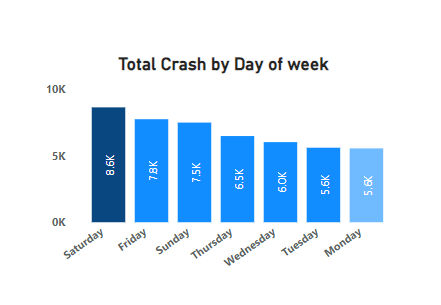 Total Crash by Day of week
10K
5K
0K
8.6K
7.8K
7.5K
6.5K
6.0K
5.6K
5.6K
Saturday
Friday
Sunday
Thursday
Wednesday
Tuesday
Monday